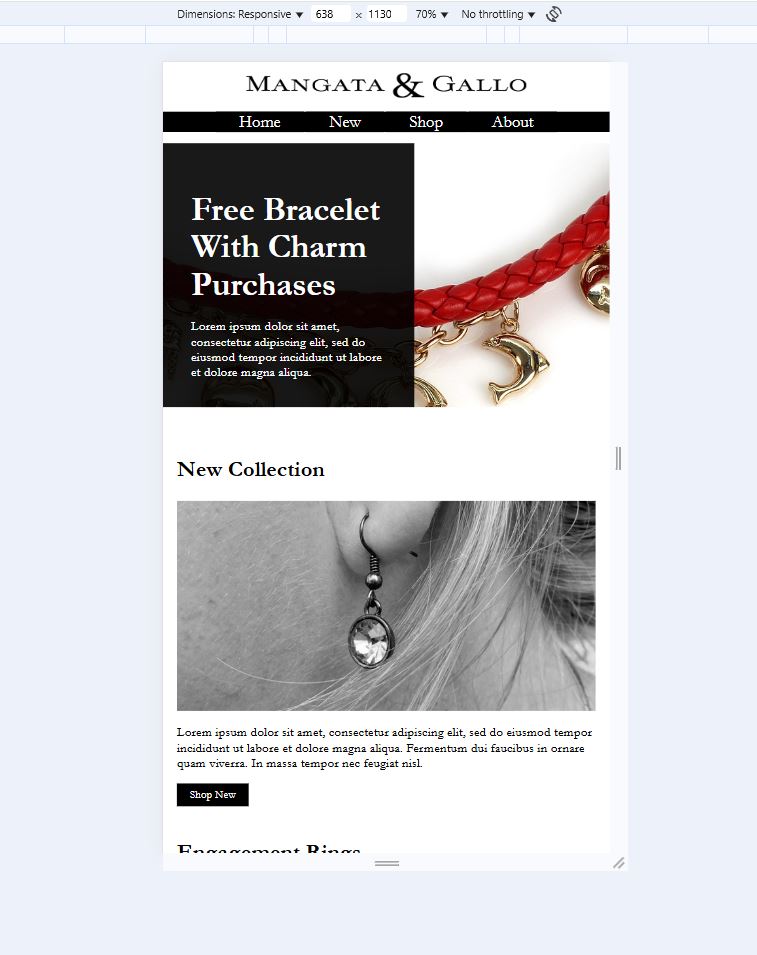 Dimensions: Responsive 638 x 1130 70% No throttling
MANGATA & GALLO
Home New Shop About
Free Bracelet
With Charm
Purchases
Lorem ipsum dolor sit amet,
consectetur adipiscing elit, sed do
eiusmod tempor incididunt ut labore
et dolore magna aliqua.
New Collection
Lorem ipsum dolor sit amet, consectetur adipiscing elit, sed do eiusmod tempor
incididunt ut labore et dolore magna aliqua. Fermentum dui faucibus in ornare
quam viverra. In massa tempor nec feugiat nisl.
Shop New
Engagement Rings